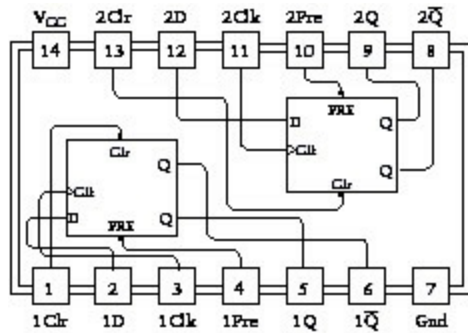 V_CC 2Clr 2D 2Clk 2Pre 2Q 2Q̅
14 13 12 11 10 9 8
PRE
D Q
Clk
Q
Clr
Clr
Q
Clk
D Q
PRE
1 2 3 4 5 6 7
1Clr 1D 1Clk 1Pre 1Q 1Q̅ Gnd